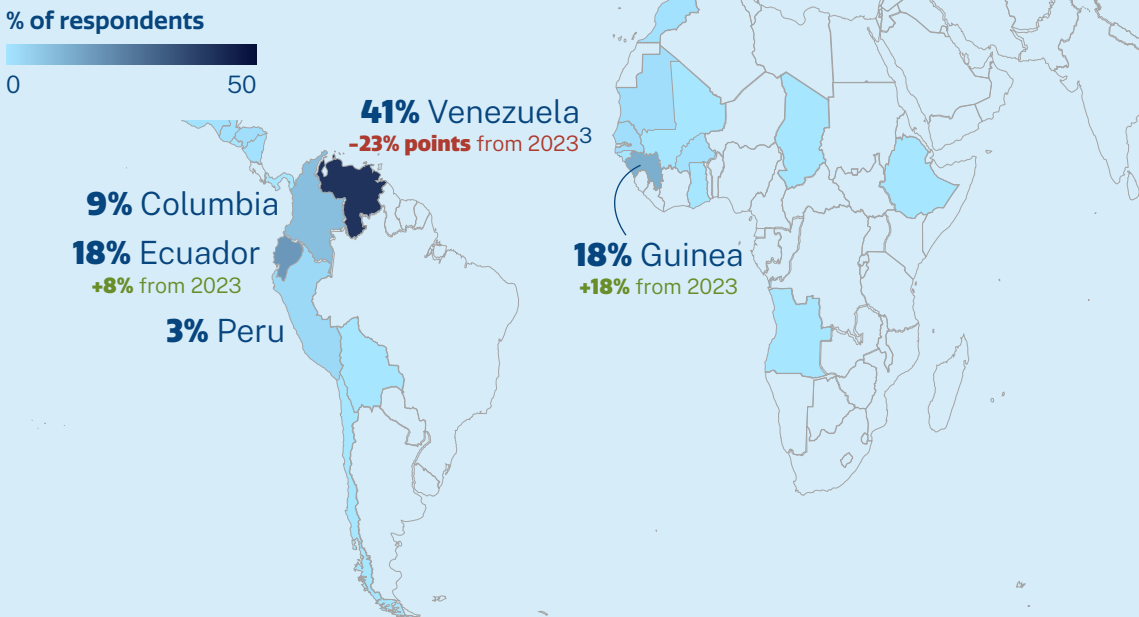 % of respondents
0 50
41% Venezuela
-23% points from 2023³
9% Columbia
18% Ecuador
+8% from 2023
18% Guinea
+18% from 2023
3% Peru